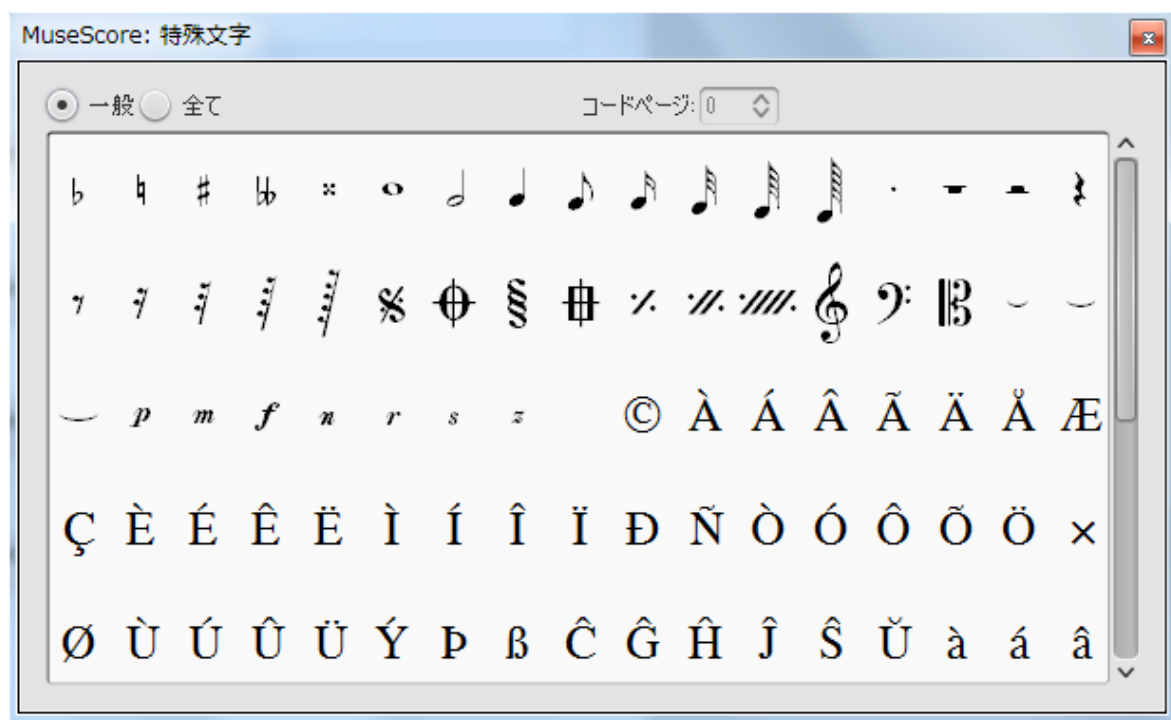 MuseScore: 特殊文字
一般 全て コードページ: 0
♭ ♮ ♯ 𝄫 𝄪 𝅝 𝅗𝅥 𝅘𝅥 𝅘𝅥𝅮 𝅘𝅥𝅯 𝅘𝅥𝅰 𝅘𝅥𝅱 𝅘𝅥𝅲 . 𝄻 𝄼 𝄽
p m f n r s z © À Á Â Ã Ä Å Æ
Ç È É Ê Ë Ì Í Î Ï Ð Ñ Ò Ó Ô Õ Ö ×
Ø Ù Ú Û Ü Ý Þ ß Ĉ Ĝ Ĥ Ĵ Ŝ Ŭ à á â